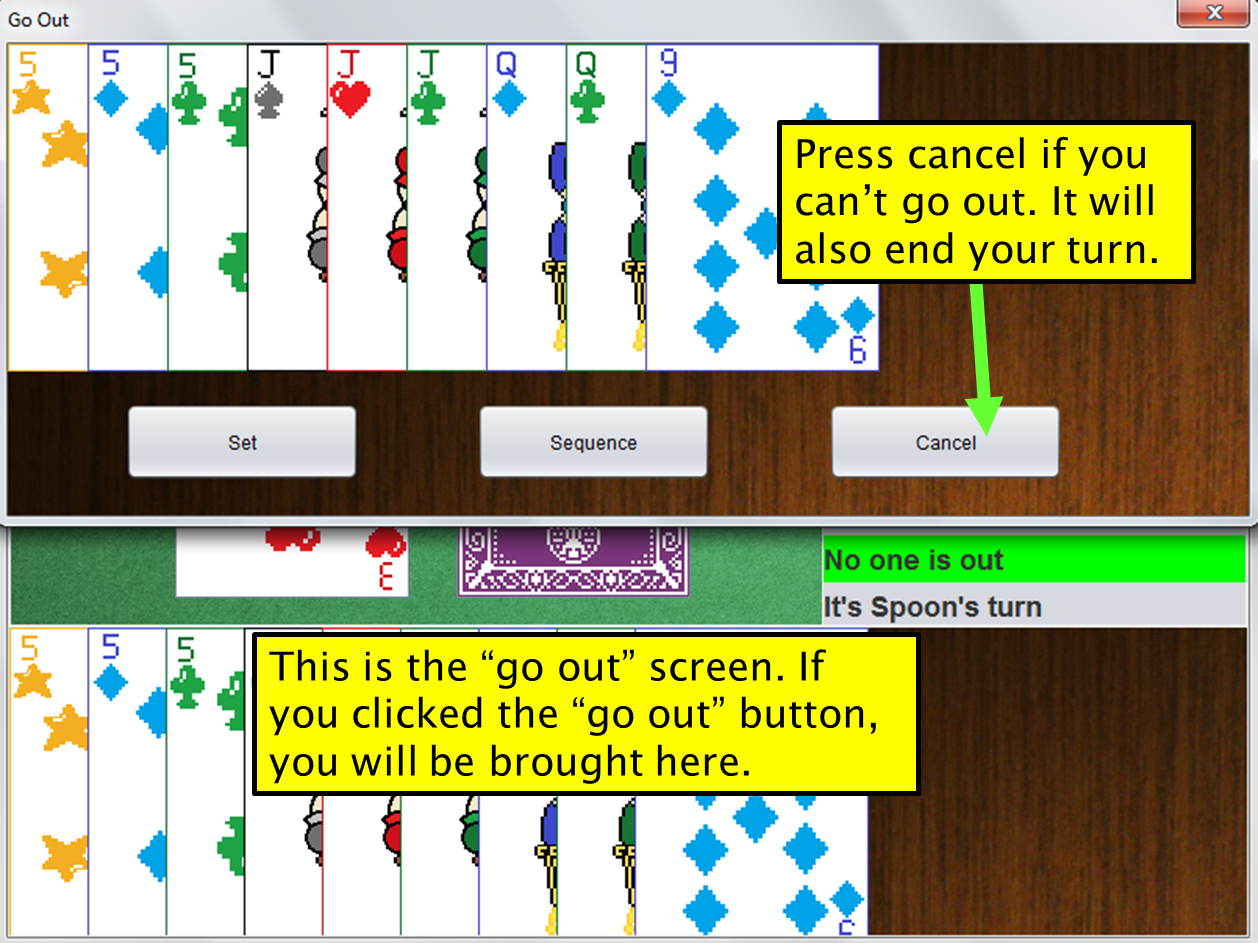 Go Out
5 5 5 J J J Q Q 9
Press cancel if you
can’t go out. It will
also end your turn.
9
Set Sequence Cancel
3
No one is out
It's Spoon's turn
5 5 5
This is the “go out” screen. If
you clicked the “go out” button,
you will be brought here.